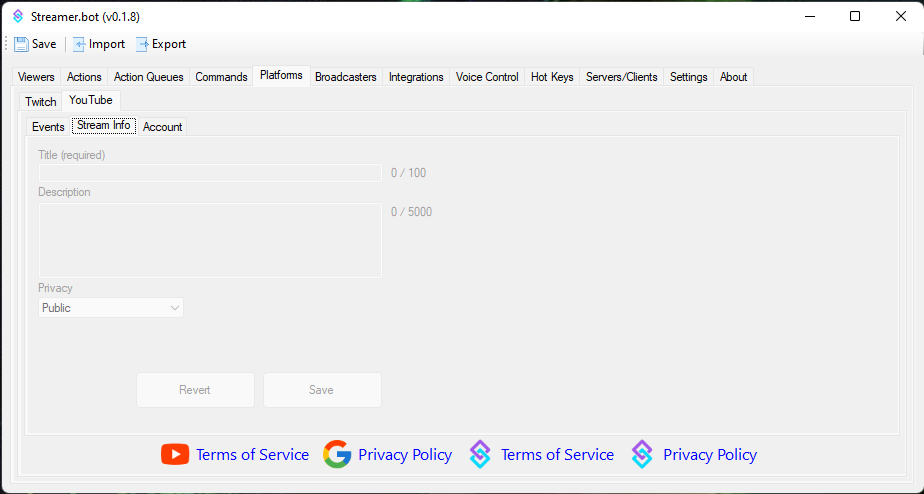 Streamer.bot (v0.1.8)
Save Import Export
Viewers Actions Action Queues Commands Platforms Broadcasters Integrations Voice Control Hot Keys Servers/Clients Settings About
Twitch YouTube
Events Stream Info Account
Title (required)
0 / 100
Description
0 / 5000
Privacy
Public
Revert Save
Terms of Service Privacy Policy Terms of Service Privacy Policy